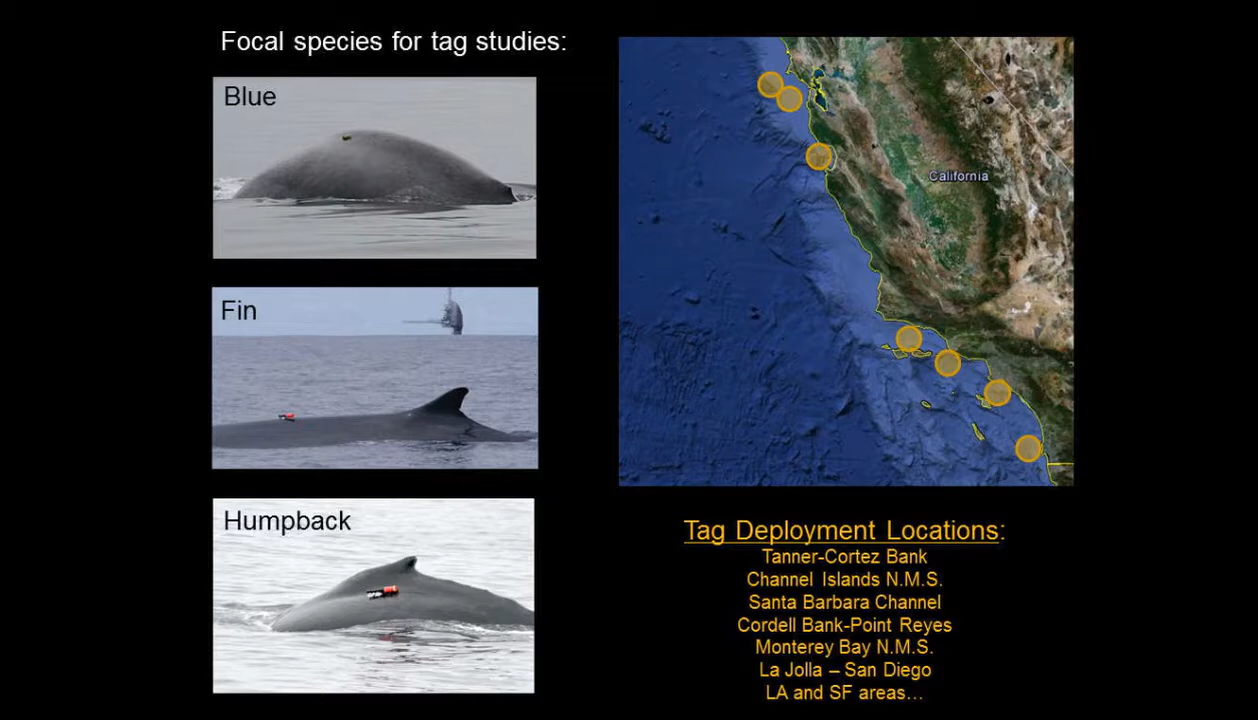 Focal species for tag studies:
Blue
Fin
Humpback
California
Tag Deployment Locations:
Tanner-Cortez Bank
Channel Islands N.M.S.
Santa Barbara Channel
Cordell Bank-Point Reyes
Monterey Bay N.M.S.
La Jolla – San Diego
LA and SF areas…